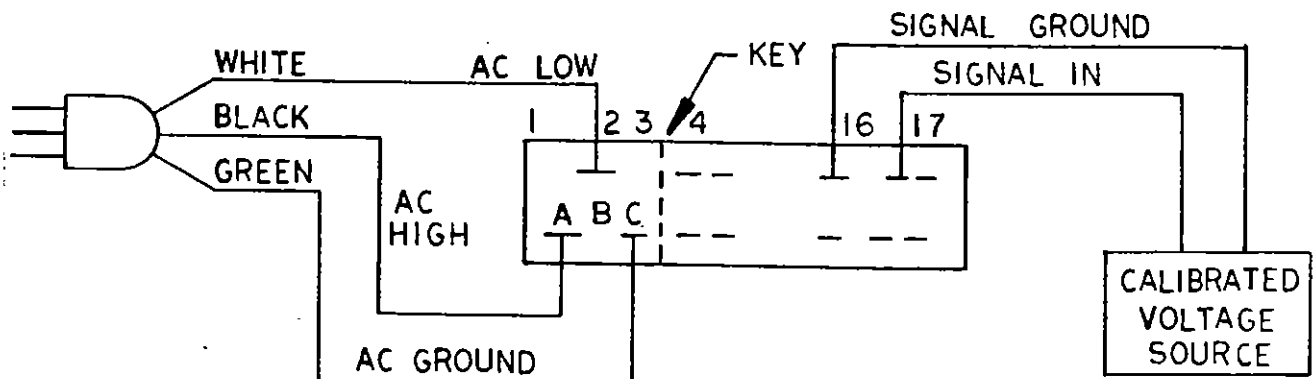 SIGNAL GROUND
KEY
WHITE AC LOW
SIGNAL IN
BLACK 1 2 3 4 16 17
GREEN
AC
HIGH
A B C
CALIBRATED
VOLTAGE
SOURCE
AC GROUND